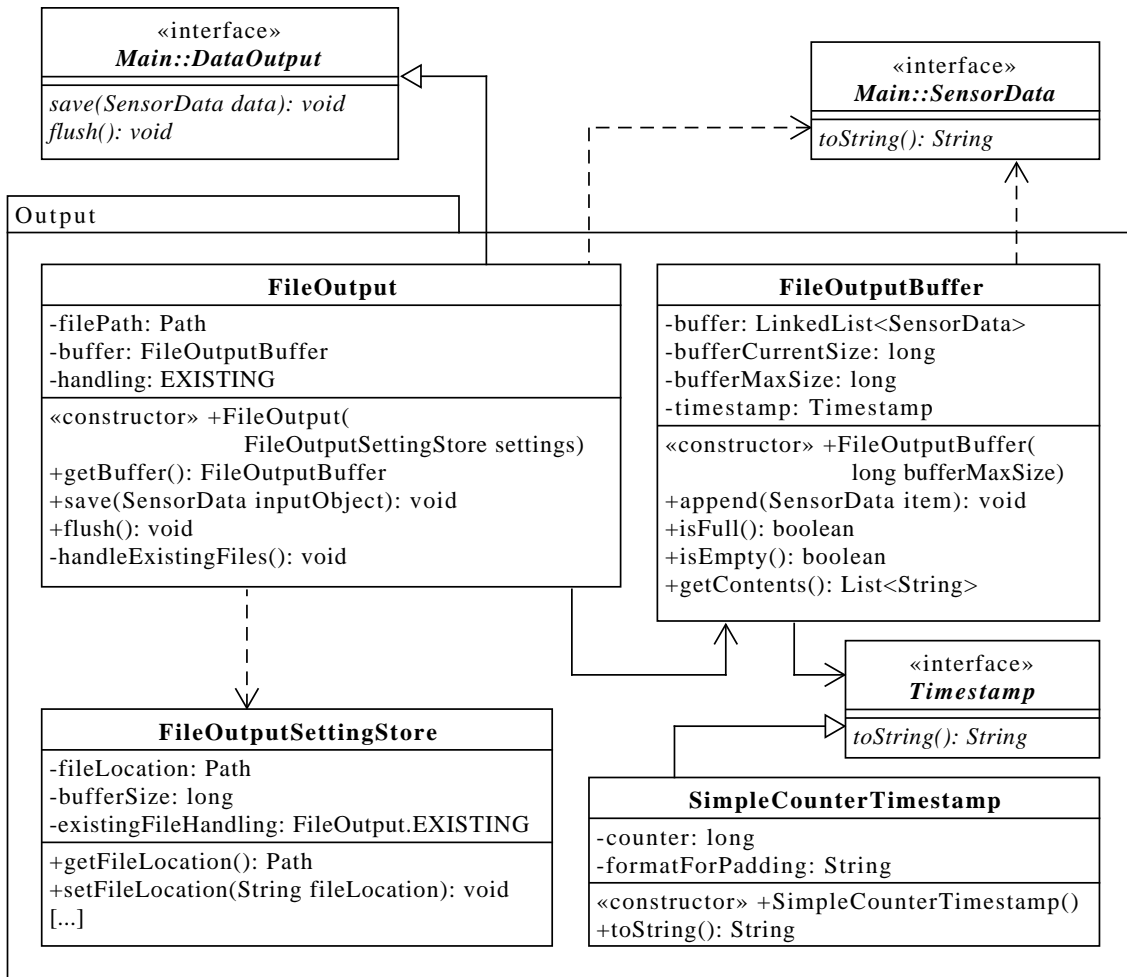 «interface»
Main::DataOutput
save(SensorData data): void
flush(): void
«interface»
Main::SensorData
toString(): String
Output
FileOutput
-filePath: Path
-buffer: FileOutputBuffer
-handling: EXISTING
«constructor» +FileOutput(
FileOutputSettingStore settings)
+getBuffer(): FileOutputBuffer
+save(SensorData inputObject): void
+flush(): void
-handleExistingFiles(): void
FileOutputBuffer
-buffer: LinkedList<SensorData>
-bufferCurrentSize: long
-bufferMaxSize: long
-timestamp: Timestamp
«constructor» +FileOutputBuffer(
long bufferMaxSize)
+append(SensorData item): void
+isFull(): boolean
+isEmpty(): boolean
+getContents(): List<String>
«interface»
Timestamp
toString(): String
FileOutputSettingStore
-fileLocation: Path
-bufferSize: long
-existingFileHandling: FileOutput.EXISTING
+getFileLocation(): Path
+setFileLocation(String fileLocation): void
[...]
SimpleCounterTimestamp
-counter: long
-formatForPadding: String
«constructor» +SimpleCounterTimestamp()
+toString(): String